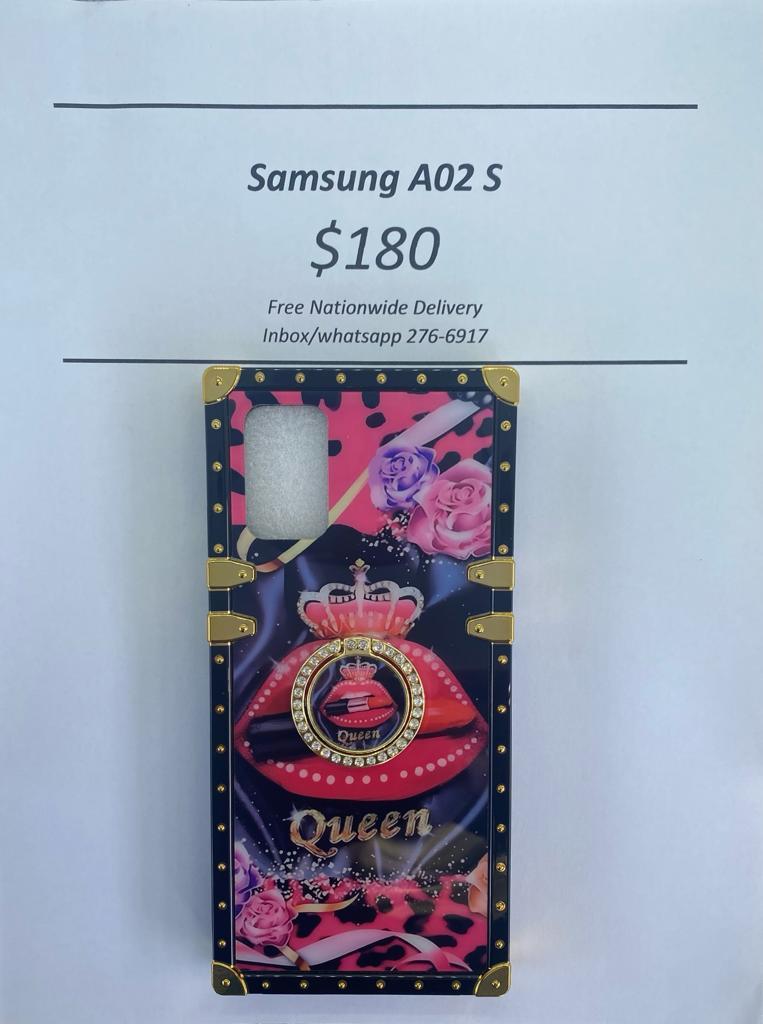 Samsung A02 S
$180
Free Nationwide Delivery
Inbox/whatsapp 276-6917
Queen
Queen